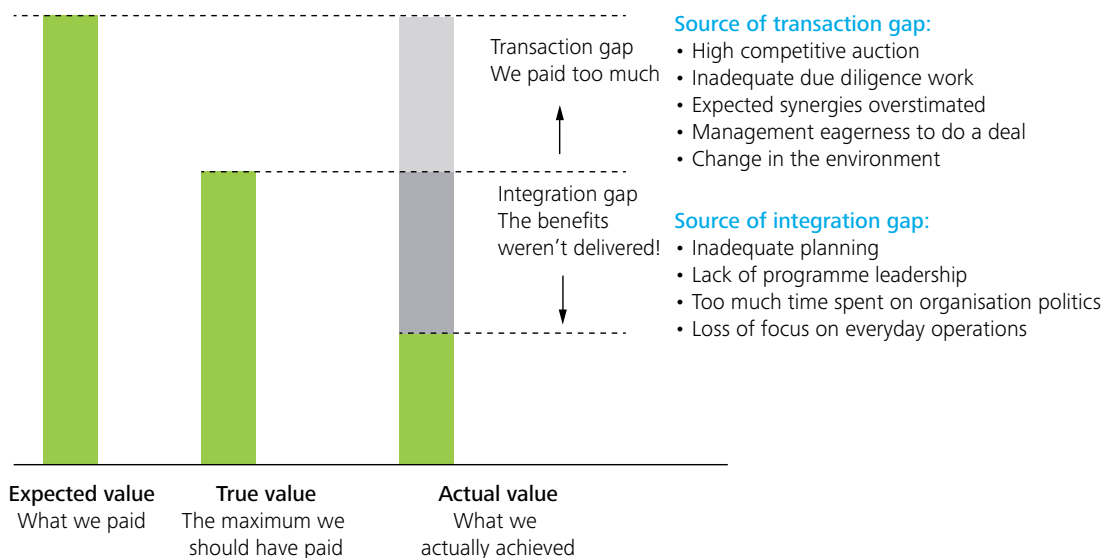 Transaction gap
We paid too much
Integration gap
The benefits
weren't delivered!
Source of transaction gap:
• High competitive auction
• Inadequate due diligence work
• Expected synergies overstimated
• Management eagerness to do a deal
• Change in the environment
Source of integration gap:
• Inadequate planning
• Lack of programme leadership
• Too much time spent on organisation politics
• Loss of focus on everyday operations
Expected value
What we paid
True value
The maximum we
should have paid
Actual value
What we
actually achieved